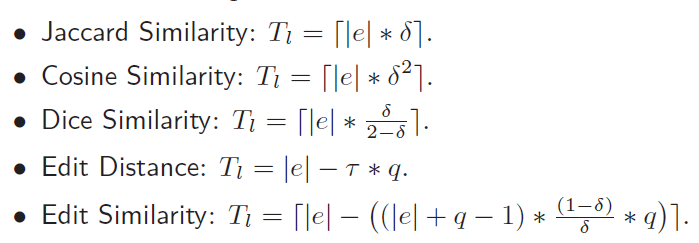 • Jaccard Similarity: T_l = ⌈|e| ∗ δ⌉.
• Cosine Similarity: T_l = ⌈|e| ∗ δ²⌉.
• Dice Similarity: T_l = ⌈|e| ∗ δ/(2−δ)⌉.
• Edit Distance: T_l = |e| − τ ∗ q.
• Edit Similarity: T_l = ⌈|e| − ((|e| + q − 1) ∗ (1−δ)/δ ∗ q)⌉.